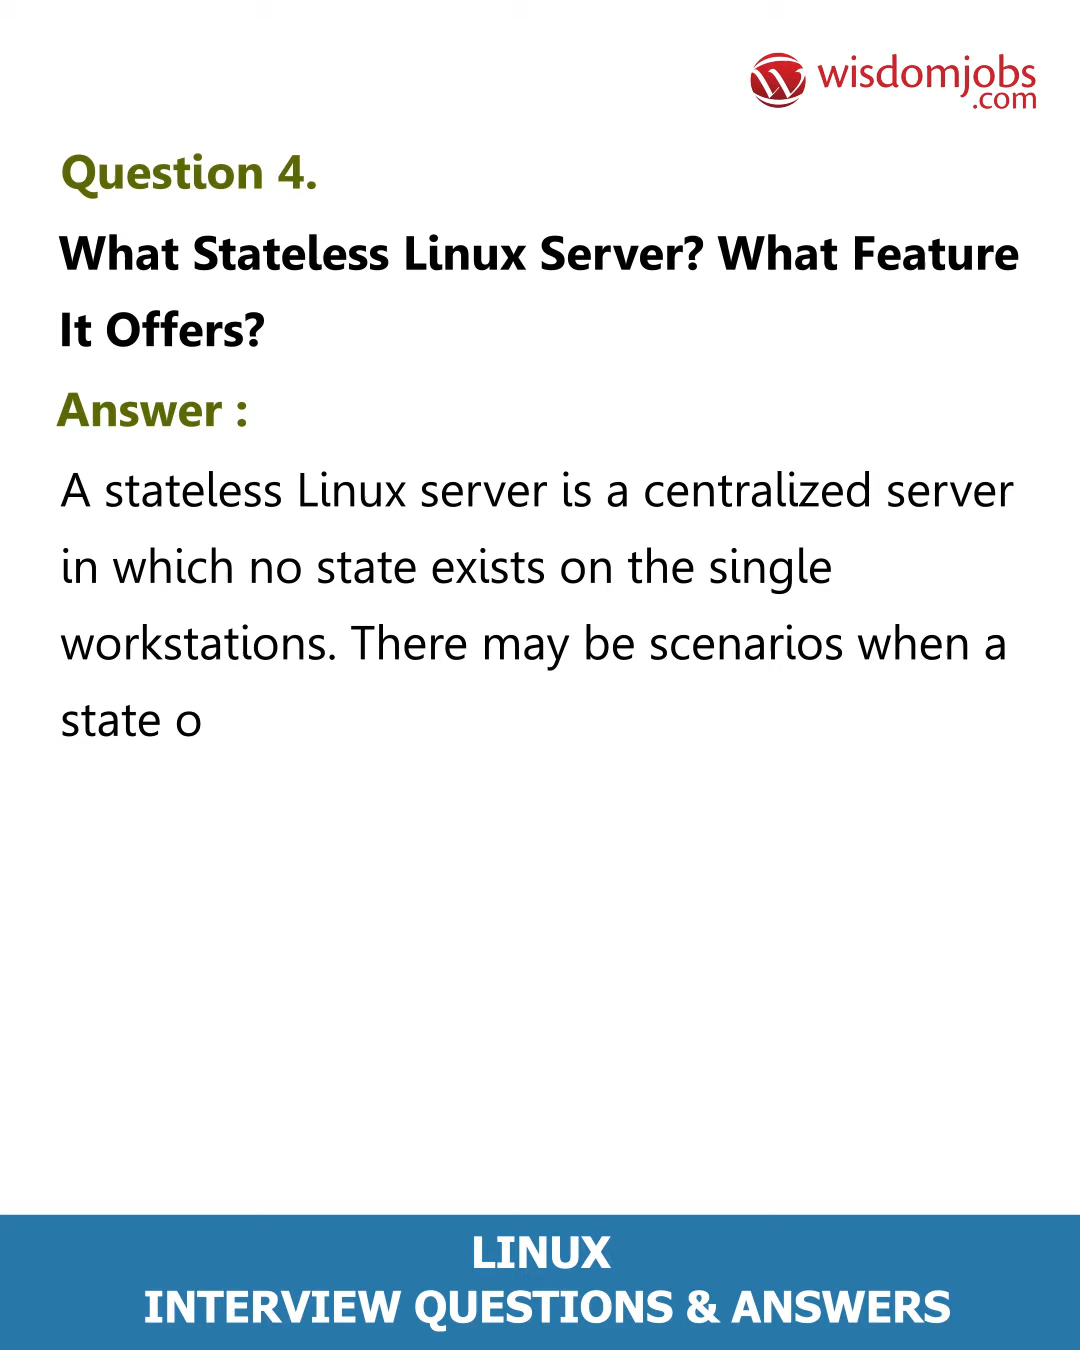 wisdomjobs
.com
Question 4.
What Stateless Linux Server? What Feature
It Offers?
Answer :
A stateless Linux server is a centralized server
in which no state exists on the single
workstations. There may be scenarios when a
state o
LINUX
INTERVIEW QUESTIONS & ANSWERS